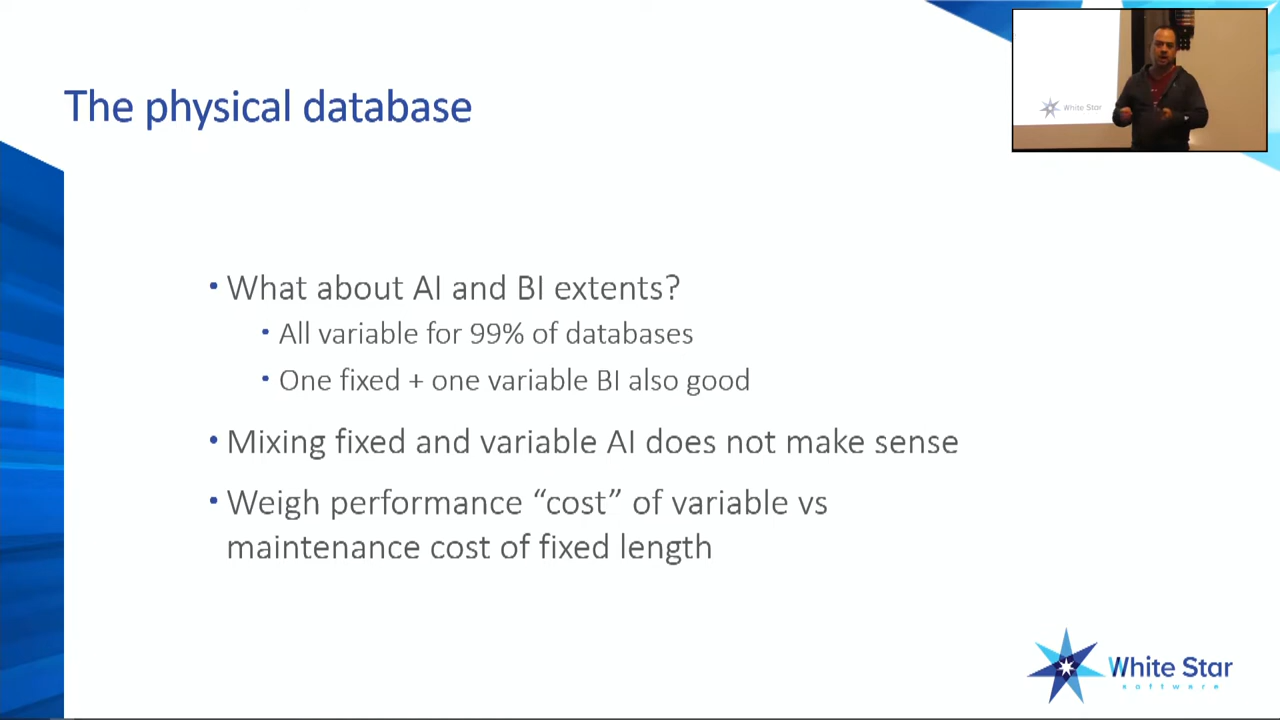 The physical database
White Star
• What about AI and BI extents?
• All variable for 99% of databases
• One fixed + one variable BI also good
• Mixing fixed and variable AI does not make sense
• Weigh performance “cost” of variable vs
maintenance cost of fixed length
White Star
software